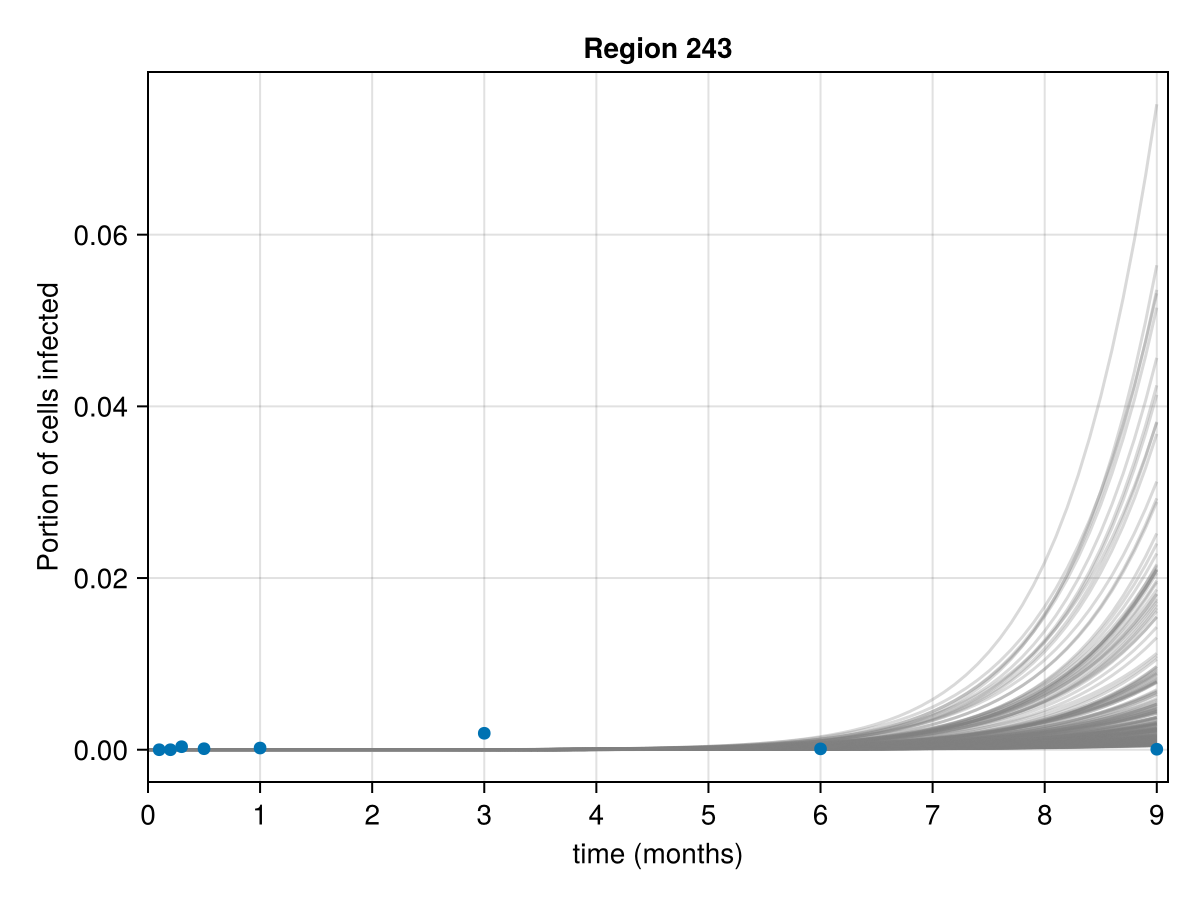 Region 243
Portion of cells infected
0.06
0.04
0.02
0.00
0 1 2 3 4 5 6 7 8 9
time (months)